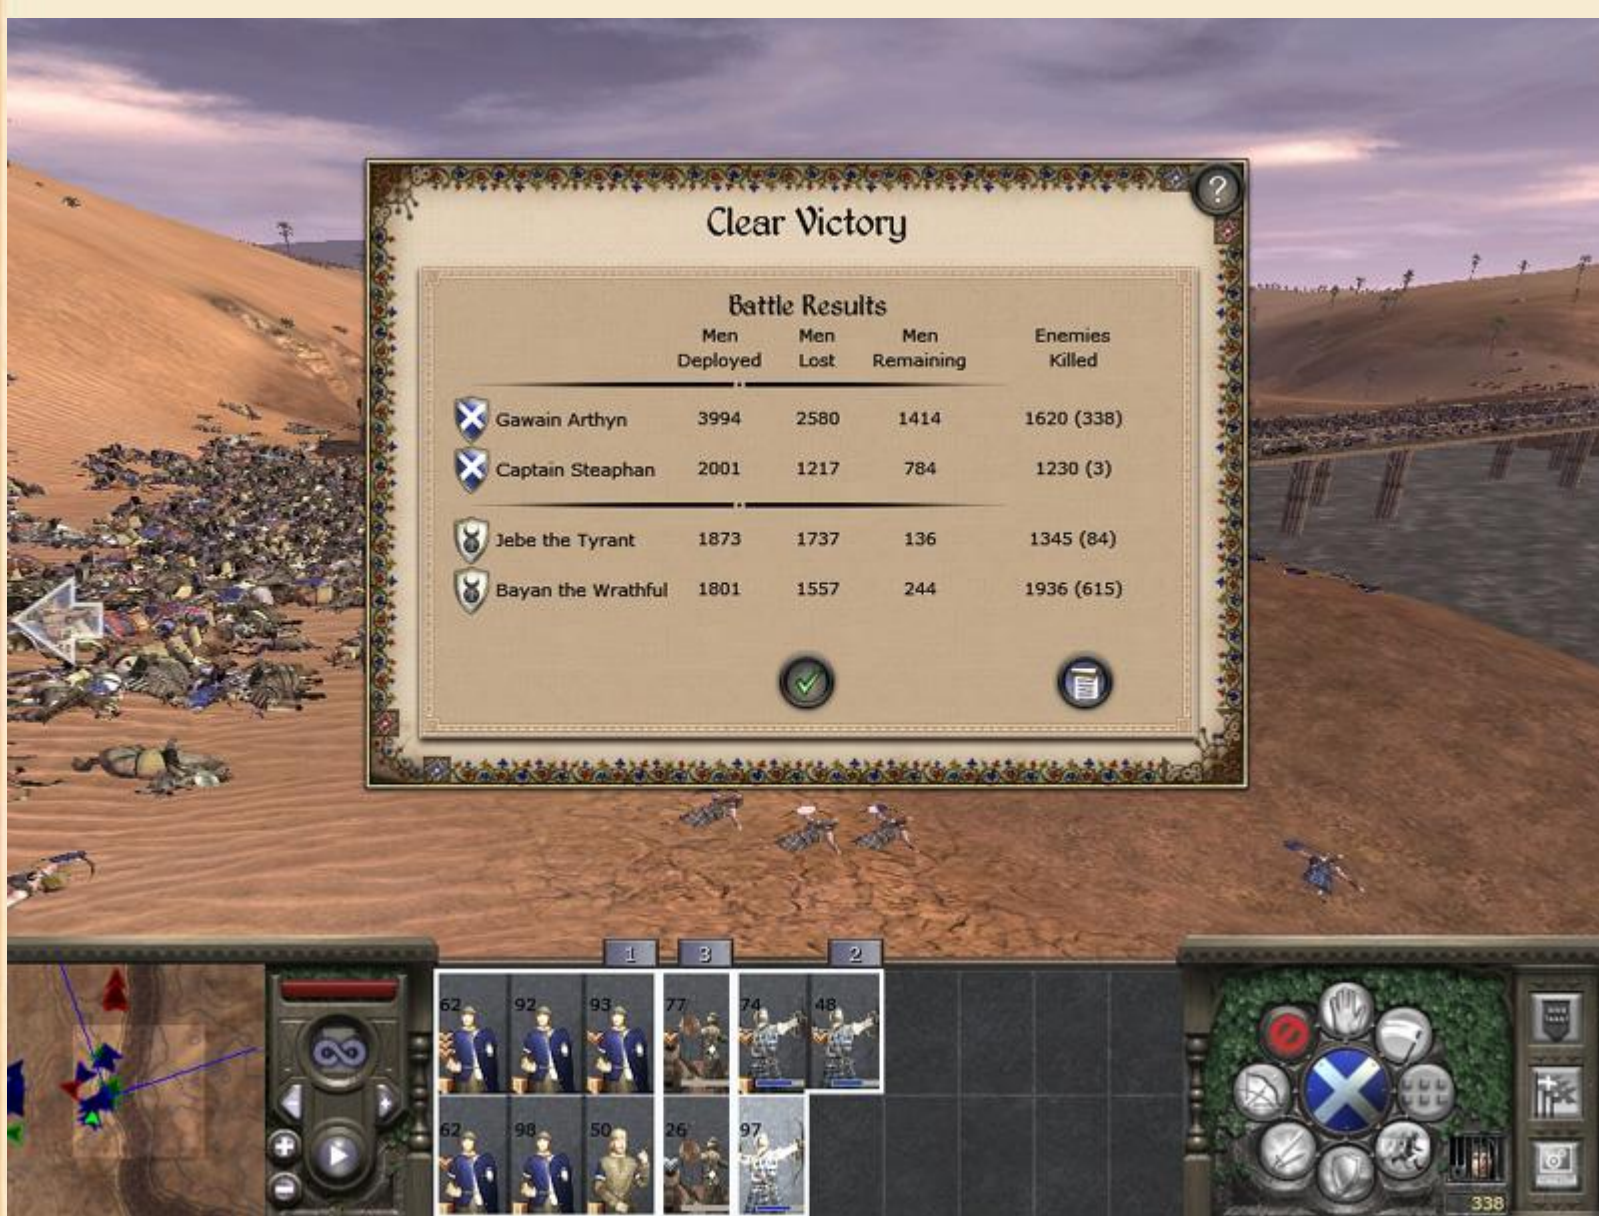 ?
Clear Victory
Battle Results
Men Deployed Men Lost Men Remaining Enemies Killed
Gawain Arthyn 3994 2580 1414 1620 (338)
Captain Steaphan 2001 1217 784 1230 (3)
Jebe the Tyrant 1873 1737 136 1345 (84)
Bayan the Wrathful 1801 1557 244 1936 (615)
1 3 2
62 92 93 77 74 48
62 98 50 26 97
338